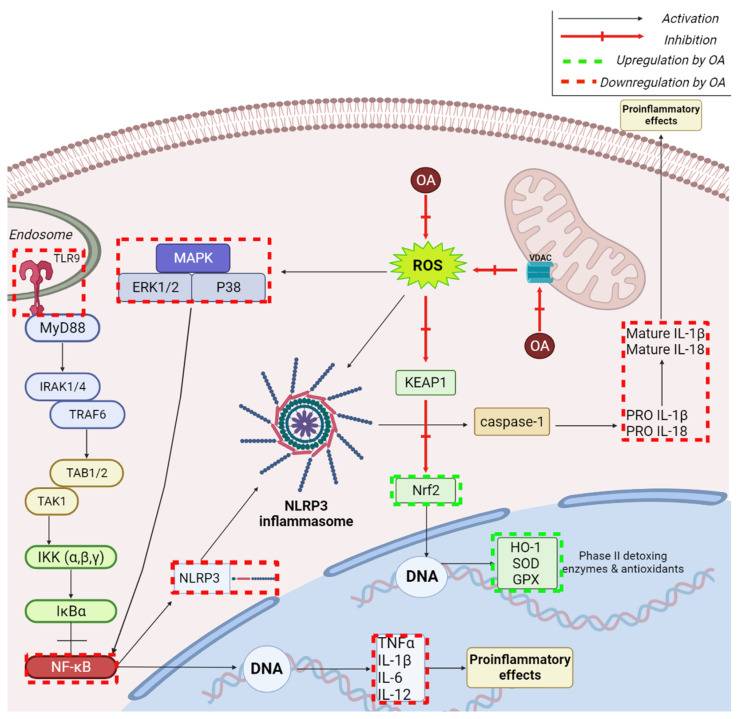 Activation
Inhibition
Upregulation by OA
Downregulation by OA
Proinflammatory
effects
OA
Endosome
TLR9
MAPK
ERK1/2
P38
ROS
VDAC
OA
MyD88
Mature IL-1β
Mature IL-18
IRAK1/4
TRAF6
KEAP1
PRO IL-1β
PRO IL-18
caspase-1
TAB1/2
TAK1
Nrf2
NLRP3
inflammasome
IKK (α,β,γ)
HO-1
SOD
GPX
Phase II detoxing
enzymes & antioxidants
DNA
NLRP3
IκBα
NF-κB
DNA
TNFα
IL-1β
IL-6
IL-12
Proinflammatory
effects